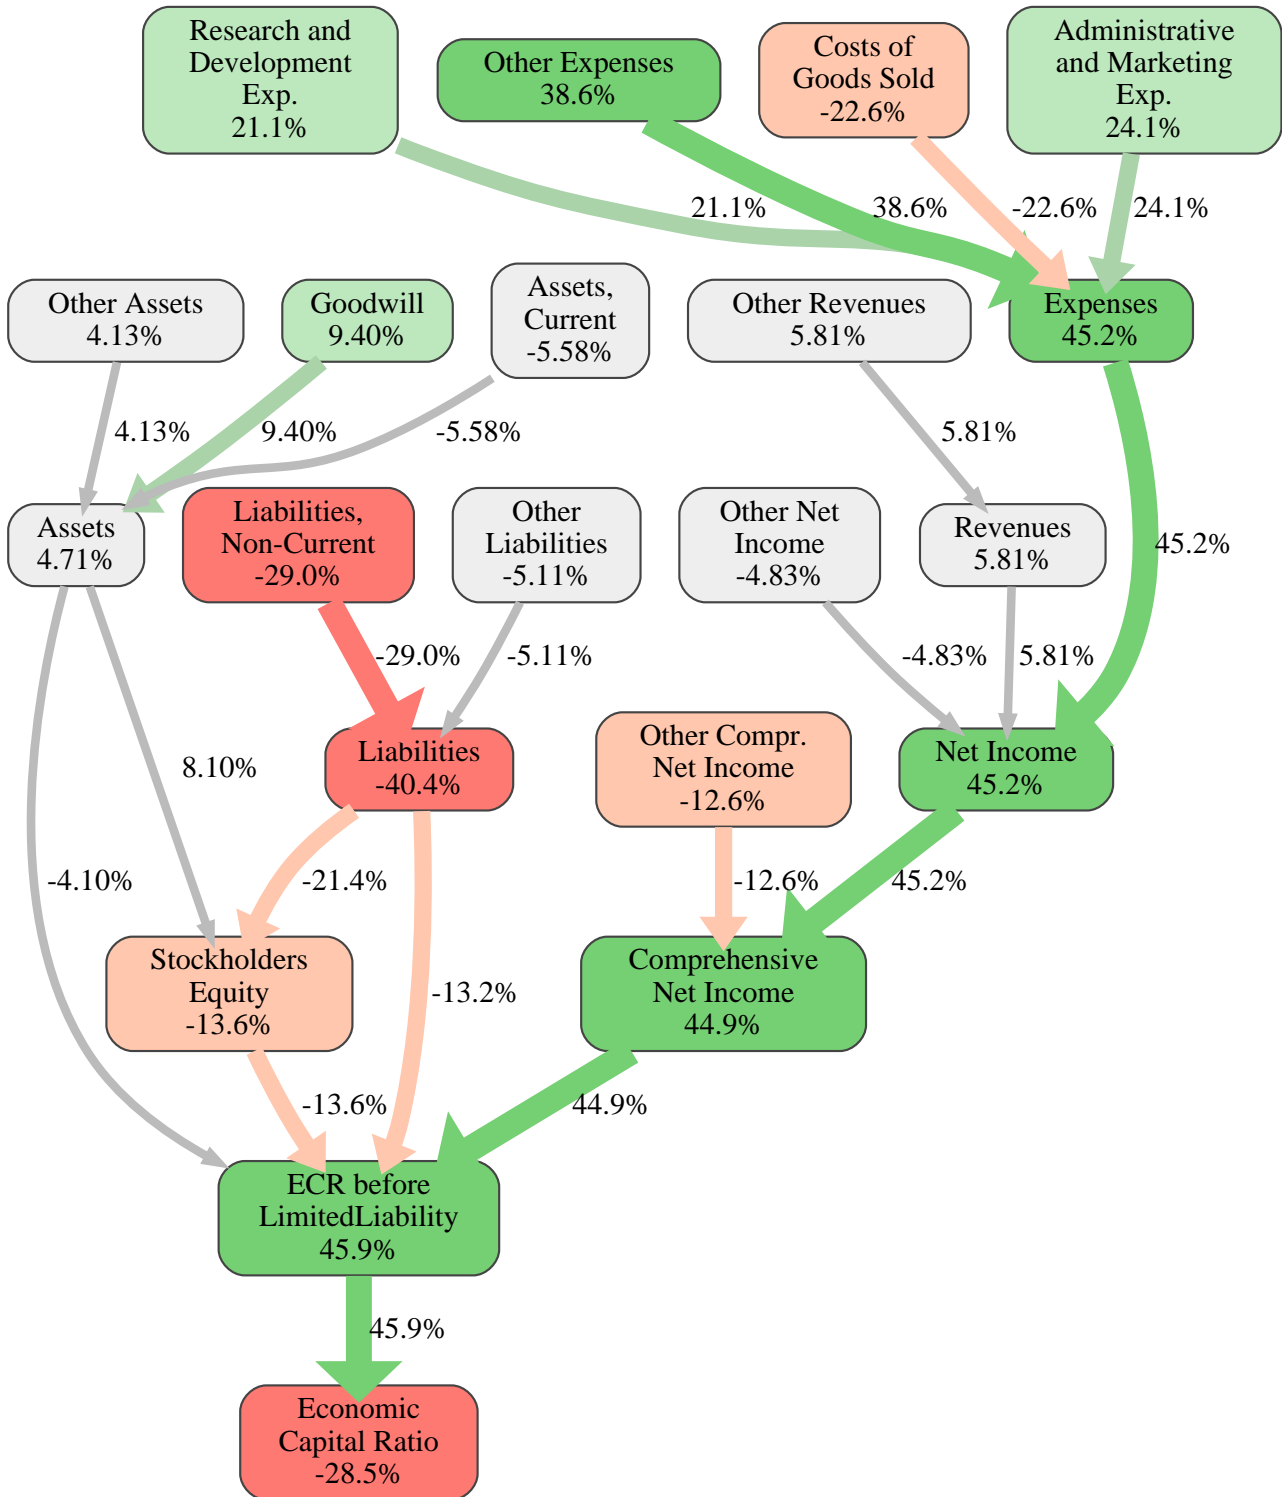 Research and
Development
Exp.
21.1%
Other Expenses
38.6%
Costs of
Goods Sold
-22.6%
Administrative
and Marketing
Exp.
24.1%
21.1%
38.6%
-22.6%
24.1%
Other Assets
4.13%
Goodwill
9.40%
Assets,
Current
-5.58%
Other Revenues
5.81%
Expenses
45.2%
4.13%
9.40%
-5.58%
5.81%
Assets
4.71%
Liabilities,
Non-Current
-29.0%
Other
Liabilities
-5.11%
Other Net
Income
-4.83%
Revenues
5.81%
45.2%
-29.0%
-5.11%
-4.83%
5.81%
8.10%
Liabilities
-40.4%
Other Compr.
Net Income
-12.6%
Net Income
45.2%
-4.10%
-21.4%
-12.6%
45.2%
Stockholders
Equity
-13.6%
-13.2%
Comprehensive
Net Income
44.9%
-13.6%
44.9%
ECR before
LimitedLiability
45.9%
45.9%
Economic
Capital Ratio
-28.5%